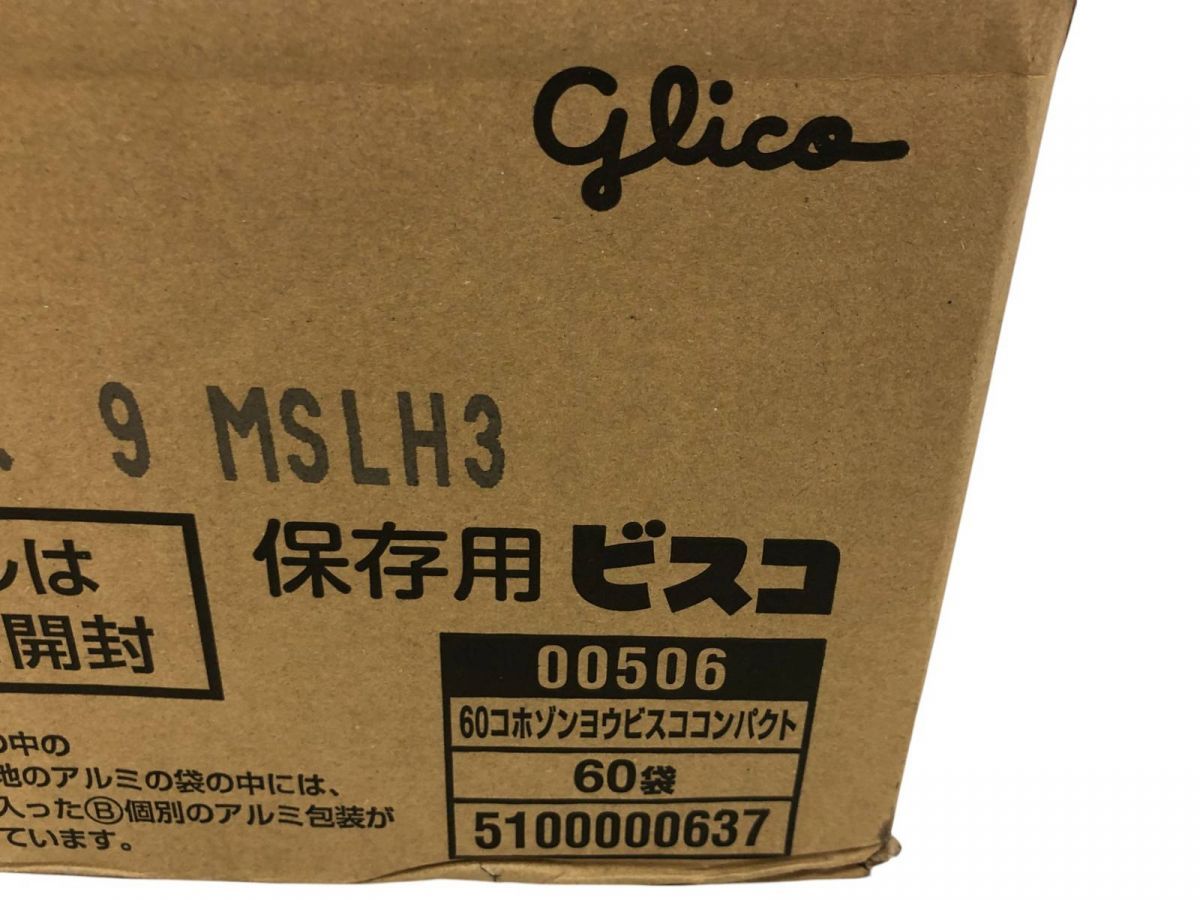 glico
9 MSLH3
保存用 ビスコ
は
開封
00506
60コホゾンヨウビスココンパクト
60袋
5100000637
の中の
地のアルミの袋の中には、
入ったⒷ個別のアルミ包装が
ています。